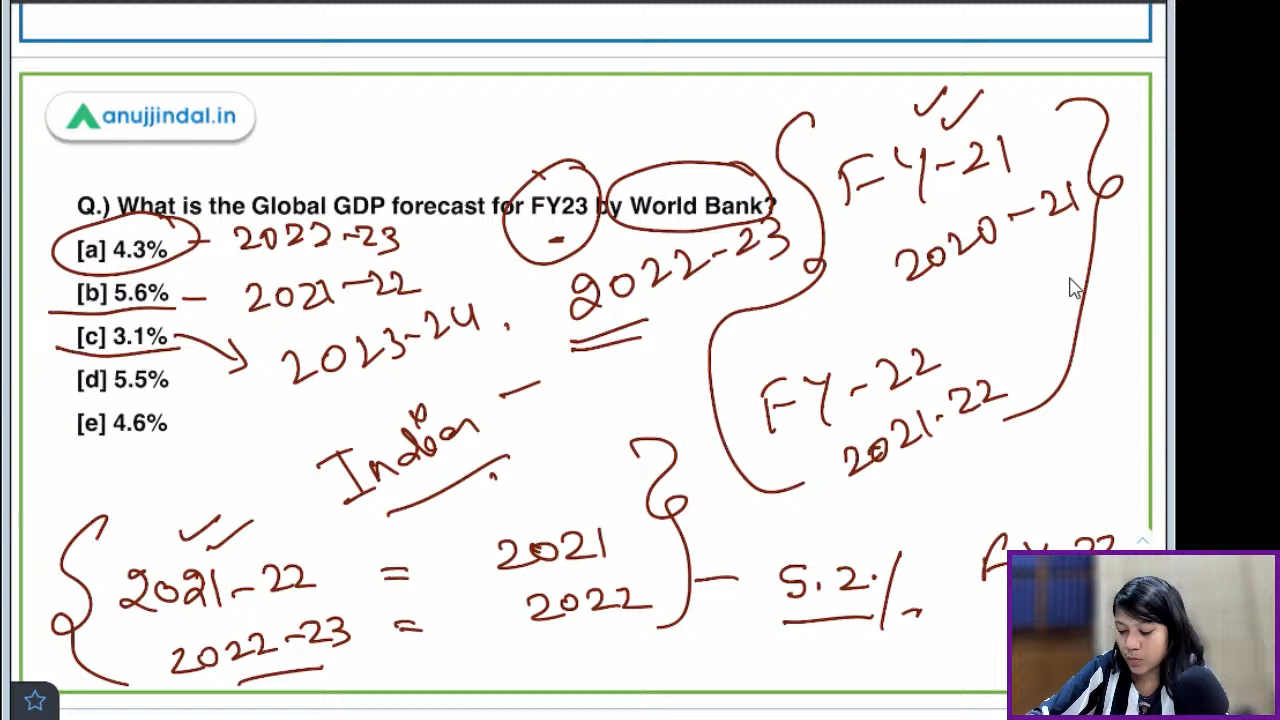 anujjindal.in
Q.) What is the Global GDP forecast for FY23 by World Bank?
[a] 4.3% - 2022-23
[b] 5.6% - 2021-22
[c] 3.1% 2023-24.
[d] 5.5%
[e] 4.6%
2022-23
FY-21
2020-21
FY-22
2021-22
Indian -
2021-22 = 2021
2022-23 = 2022
- 5.2%